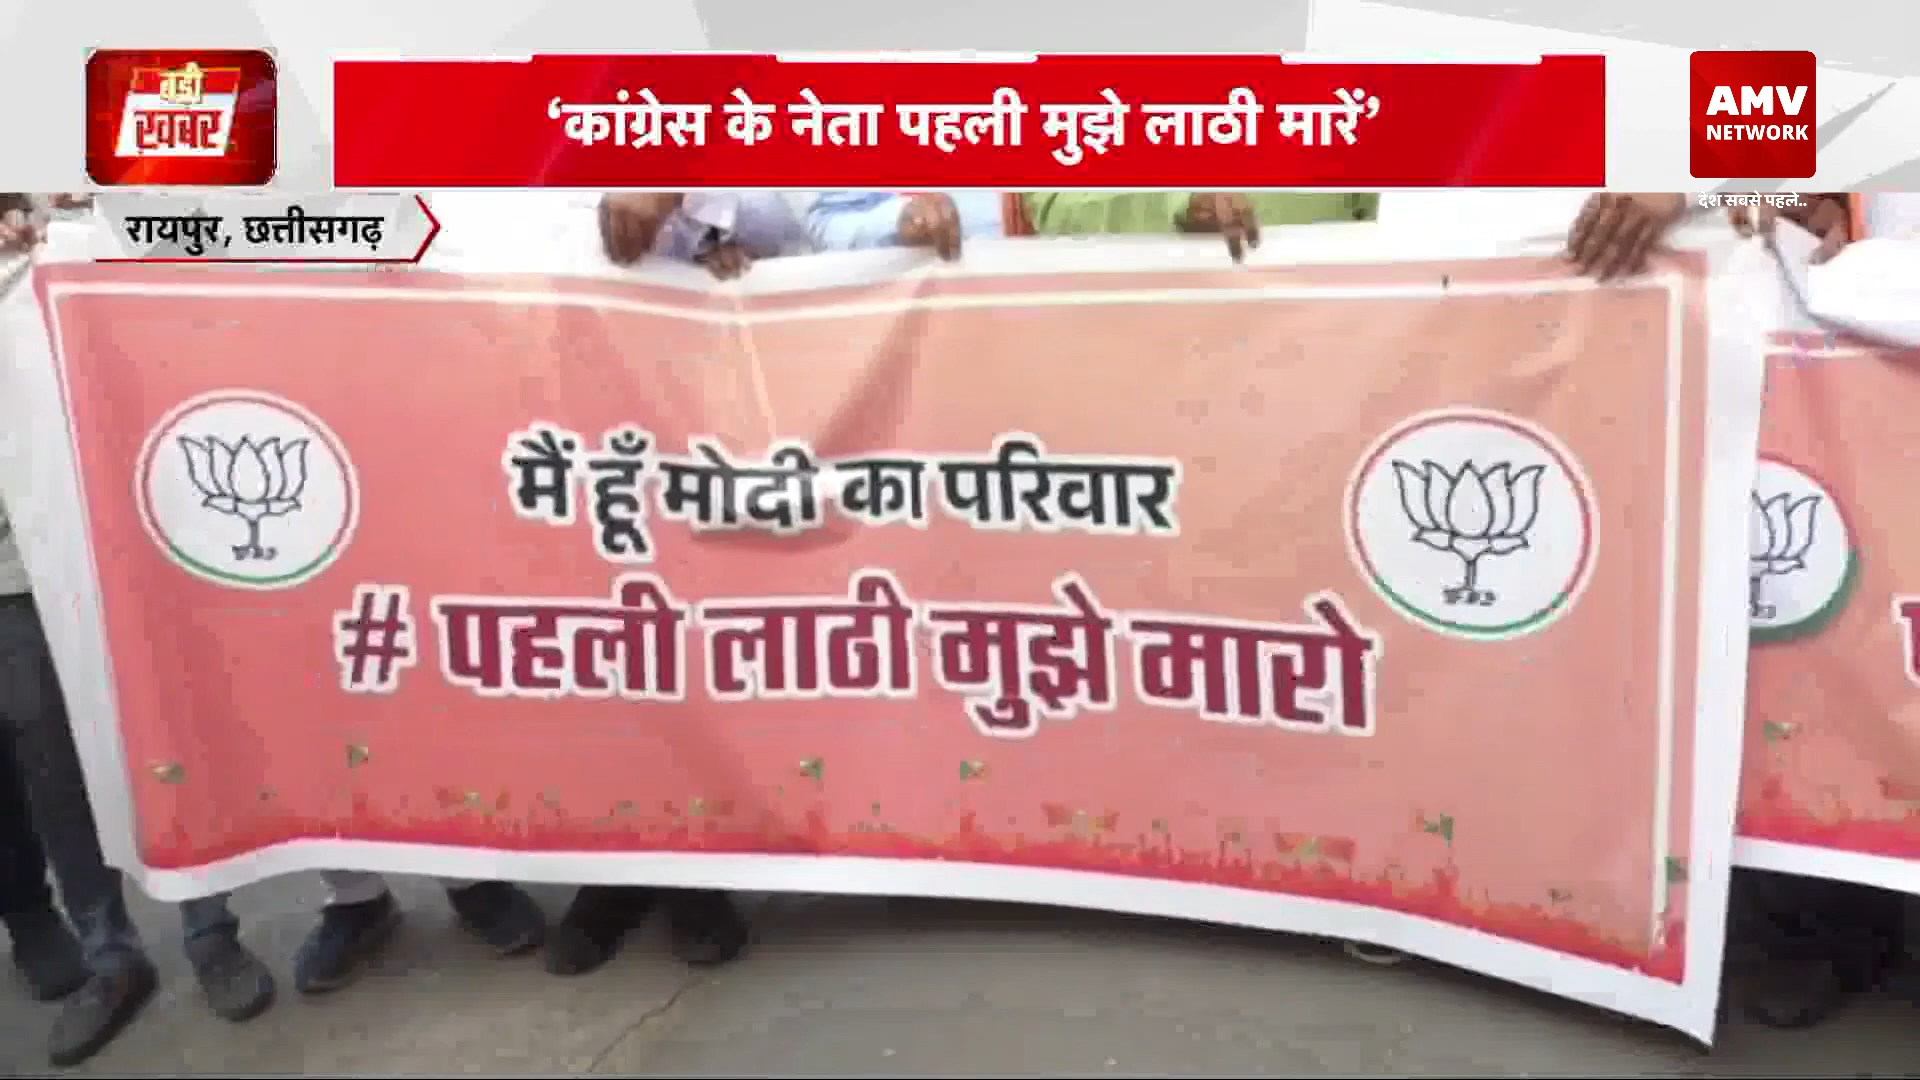 बड़ी
खबर
‘कांग्रेस के नेता पहली मुझे लाठी मारें’
AMV
NETWORK
देश सबसे पहले..
रायपुर, छत्तीसगढ़
मैं हूँ मोदी का परिवार
# पहली लाठी मुझे मारो